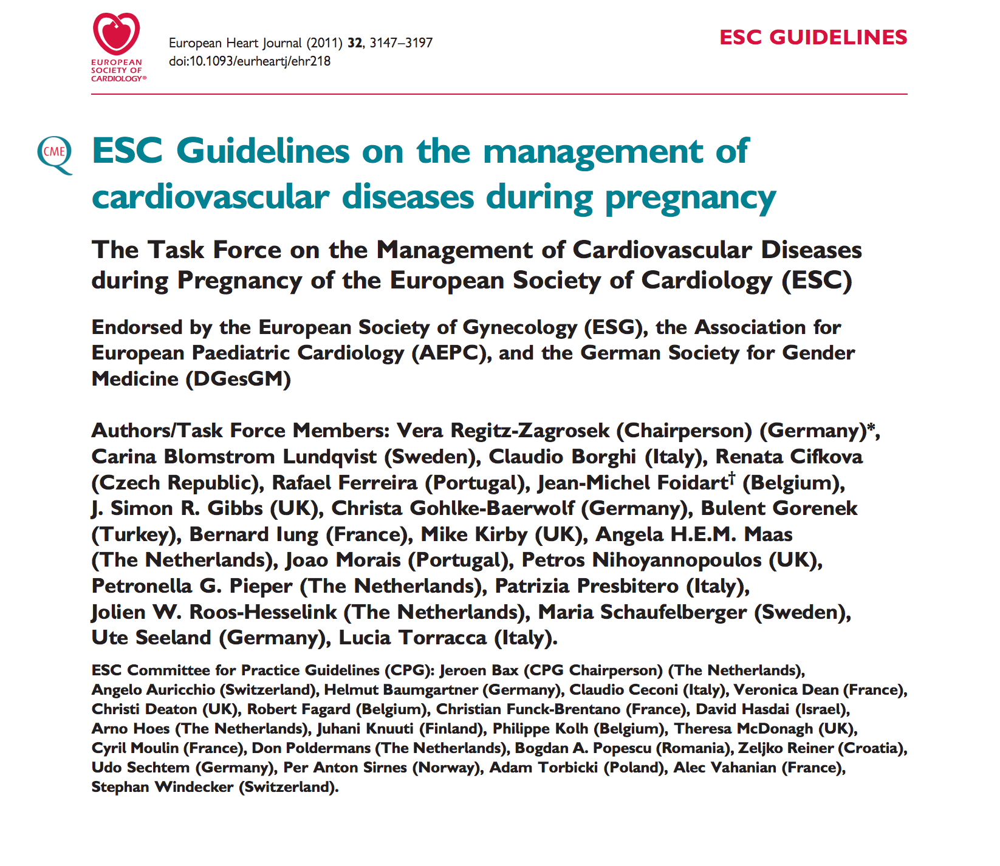 EUROPEAN
SOCIETY OF
CARDIOLOGY®
European Heart Journal (2011) 32, 3147–3197
doi:10.1093/eurheartj/ehr218
ESC GUIDELINES
CME
ESC Guidelines on the management of
cardiovascular diseases during pregnancy
The Task Force on the Management of Cardiovascular Diseases
during Pregnancy of the European Society of Cardiology (ESC)
Endorsed by the European Society of Gynecology (ESG), the Association for
European Paediatric Cardiology (AEPC), and the German Society for Gender
Medicine (DGesGM)
Authors/Task Force Members: Vera Regitz-Zagrosek (Chairperson) (Germany)*,
Carina Blomstrom Lundqvist (Sweden), Claudio Borghi (Italy), Renata Cifkova
(Czech Republic), Rafael Ferreira (Portugal), Jean-Michel Foidart† (Belgium),
J. Simon R. Gibbs (UK), Christa Gohlke-Baerwolf (Germany), Bulent Gorenek
(Turkey), Bernard Iung (France), Mike Kirby (UK), Angela H.E.M. Maas
(The Netherlands), Joao Morais (Portugal), Petros Nihoyannopoulos (UK),
Petronella G. Pieper (The Netherlands), Patrizia Presbitero (Italy),
Jolien W. Roos-Hesselink (The Netherlands), Maria Schaufelberger (Sweden),
Ute Seeland (Germany), Lucia Torracca (Italy).
ESC Committee for Practice Guidelines (CPG): Jeroen Bax (CPG Chairperson) (The Netherlands),
Angelo Auricchio (Switzerland), Helmut Baumgartner (Germany), Claudio Ceconi (Italy), Veronica Dean (France),
Christi Deaton (UK), Robert Fagard (Belgium), Christian Funck-Brentano (France), David Hasdai (Israel),
Arno Hoes (The Netherlands), Juhani Knuuti (Finland), Philippe Kolh (Belgium), Theresa McDonagh (UK),
Cyril Moulin (France), Don Poldermans (The Netherlands), Bogdan A. Popescu (Romania), Zeljko Reiner (Croatia),
Udo Sechtem (Germany), Per Anton Sirnes (Norway), Adam Torbicki (Poland), Alec Vahanian (France),
Stephan Windecker (Switzerland).